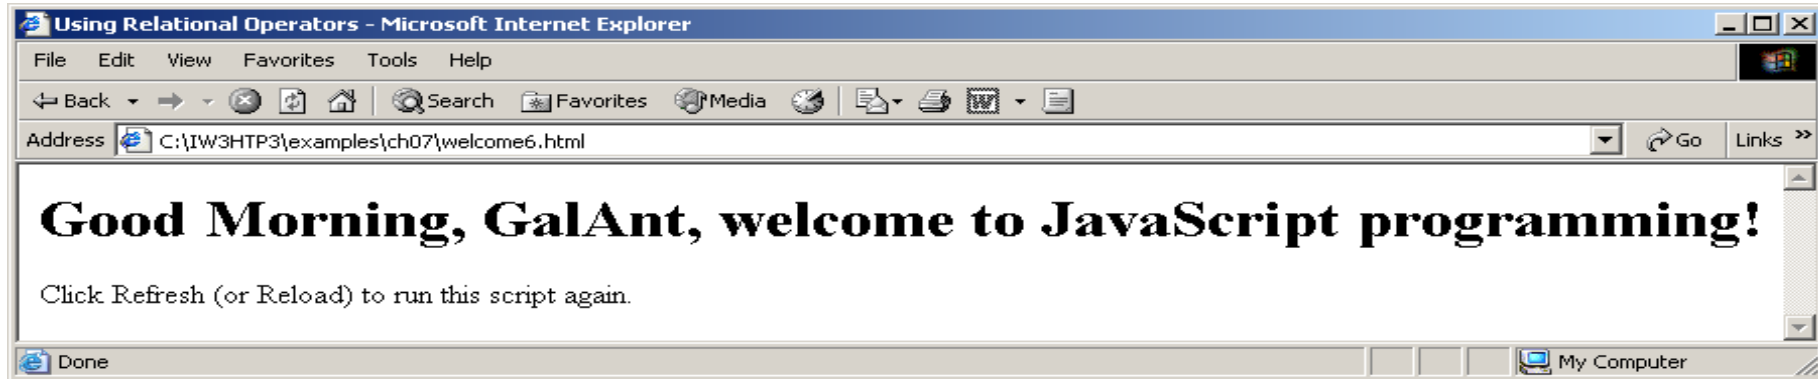 Using Relational Operators - Microsoft Internet Explorer
File Edit View Favorites Tools Help
Back Search Favorites Media
Address C:\IW3HTP3\examples\ch07\welcome6.html Go Links »
Good Morning, GalAnt, welcome to JavaScript programming!
Click Refresh (or Reload) to run this script again.
Done My Computer